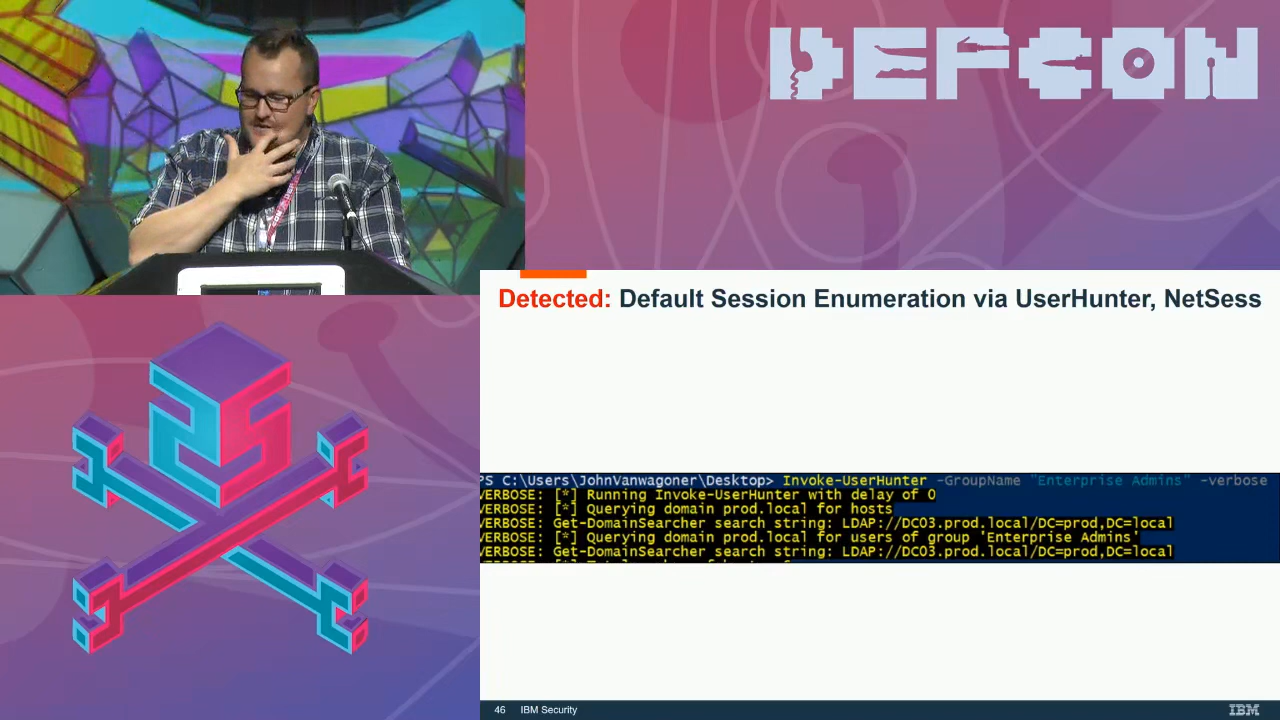 DEFCON
Detected: Default Session Enumeration via UserHunter, NetSess
PS C:\Users\JohnVanwagoner\Desktop> Invoke-UserHunter -GroupName "Enterprise Admins" -verbose
VERBOSE: [*] Running Invoke-UserHunter with delay of 0
VERBOSE: [*] Querying domain prod.local for hosts
VERBOSE: Get-DomainSearcher search string: LDAP://DC03.prod.local/DC=prod,DC=local
VERBOSE: [*] Querying domain prod.local for users of group 'Enterprise Admins'
VERBOSE: Get-DomainSearcher search string: LDAP://DC03.prod.local/DC=prod,DC=local
46 IBM Security
IBM